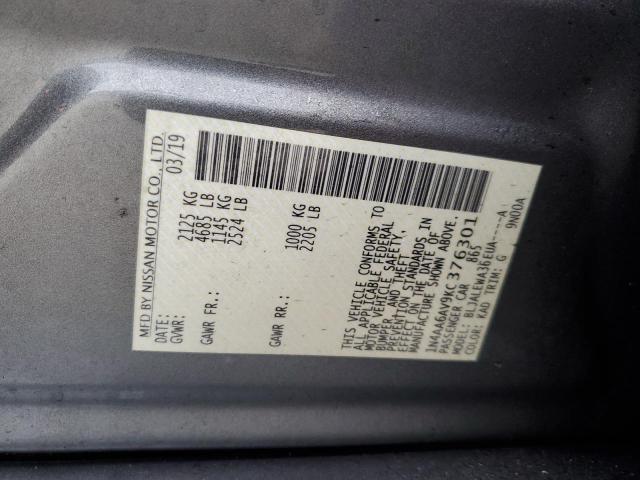 MFD BY NISSAN MOTOR CO., LTD.
DATE: 03/19
GVWR: 2125 KG
4685 LB
GAWR FR.: 1145 KG
2524 LB
GAWR RR.: 1000 KG
2205 LB
THIS VEHICLE CONFORMS TO
ALL APPLICABLE FEDERAL
MOTOR VEHICLE SAFETY,
BUMPER, AND THEFT
PREVENTION STANDARDS IN
EFFECT ON THE DATE OF
MANUFACTURE SHOWN ABOVE.
1N4AA6AV9KC376301
PASSENGER CAR 865
MODEL: BLJALEWA36EUA----A
COLOR: KAD TRIM: G 9N00A